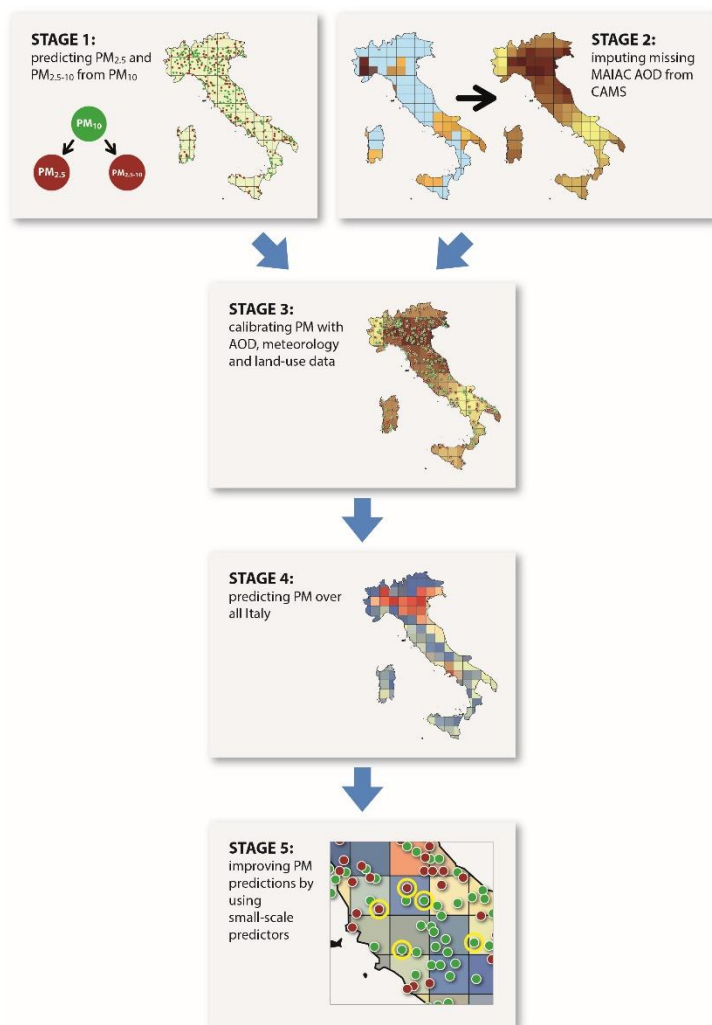 STAGE 1:
predicting PM2.5 and
PM2.5-10 from PM10
PM10
PM2.5
PM2.5-10
STAGE 2:
imputing missing
MAIAC AOD from
CAMS
STAGE 3:
calibrating PM with
AOD, meteorology
and land-use data
STAGE 4:
predicting PM over
all Italy
STAGE 5:
improving PM
predictions by
using
small-scale
predictors